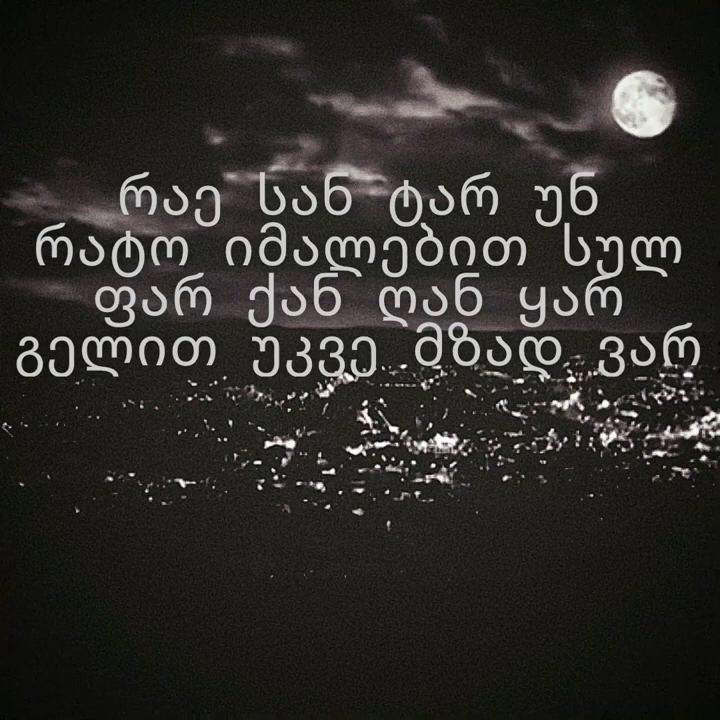 რაე სან ტარ უნ
რატო იმალებით სულ
ფარ ქან ღან ყარ
გელით უკვე მზად ვარ